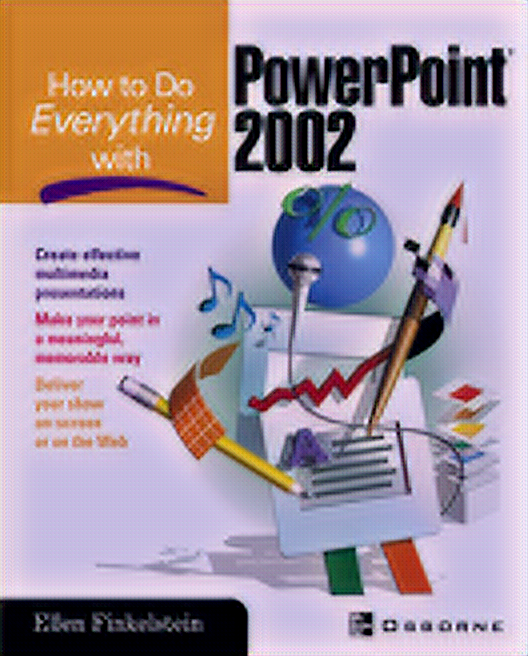 How to Do
Everything
with
PowerPoint
2002
Create effective
multimedia
presentations
Make your point in
a meaningful,
memorable way
Deliver
your show
on screen
or on the Web
%
A
Ellen Finkelstein
OSBORNE